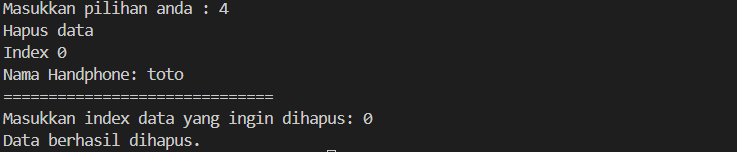 Masukkan pilihan anda : 4
Hapus data
Index 0
Nama Handphone: toto
==============================
Masukkan index data yang ingin dihapus: 0
Data berhasil dihapus.